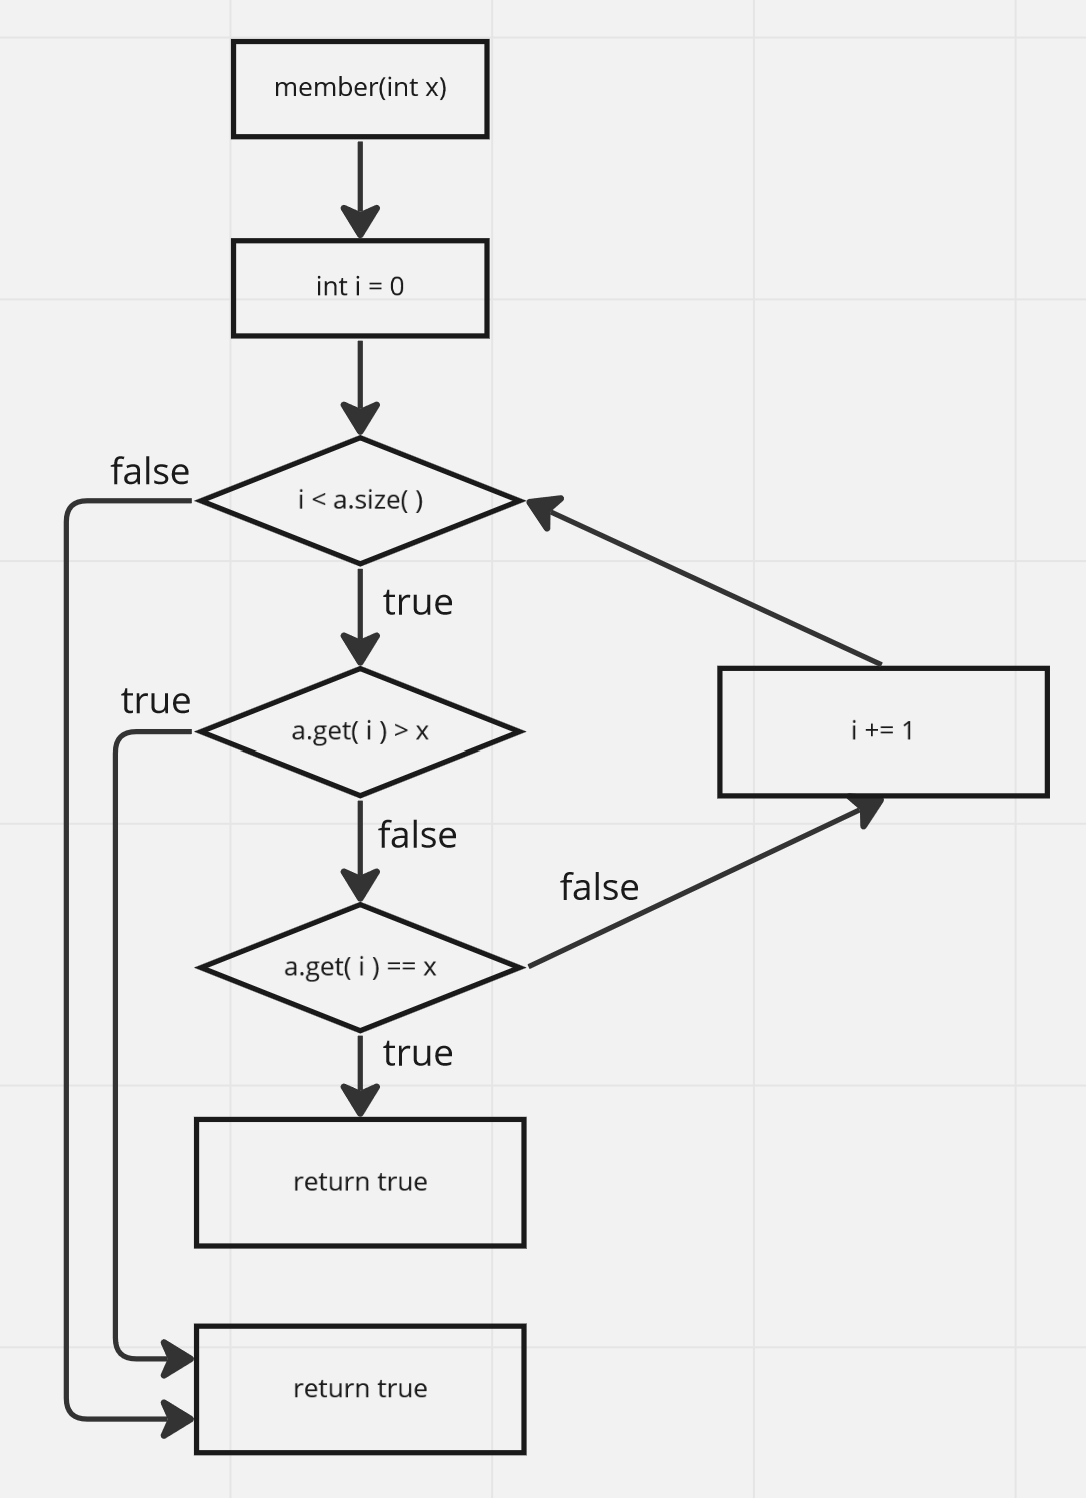 member(int x)
int i = 0
false
i < a.size( )
true
true
a.get( i ) > x
i += 1
false
false
a.get( i ) == x
true
return true
return true